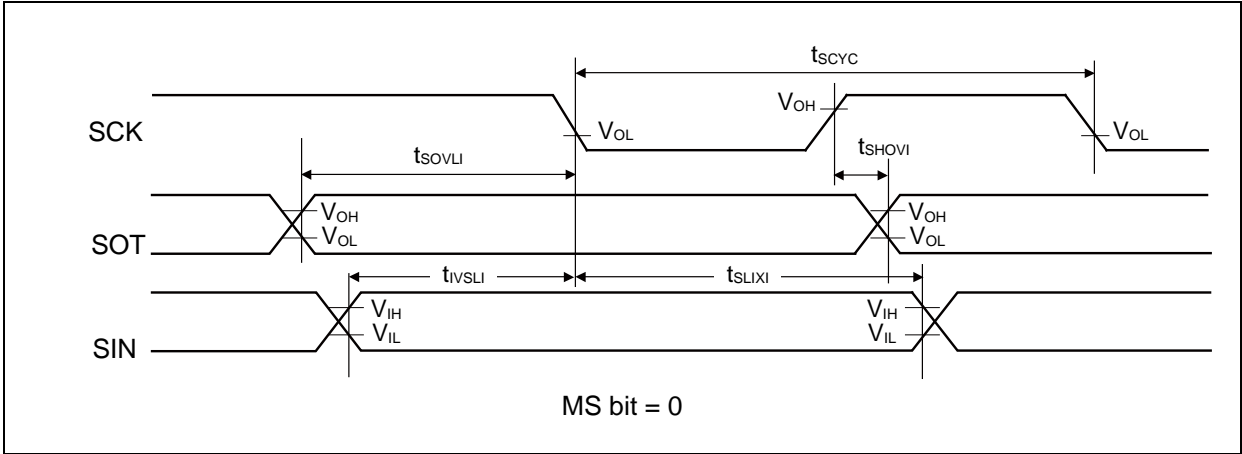 tSCYC
SCK
VOH
VOL
VOL
tSOVLI
tSHOVI
SOT
VOH
VOL
VOH
VOL
tIVSLI
tSLIXI
SIN
VIH
VIL
VIH
VIL
MS bit = 0